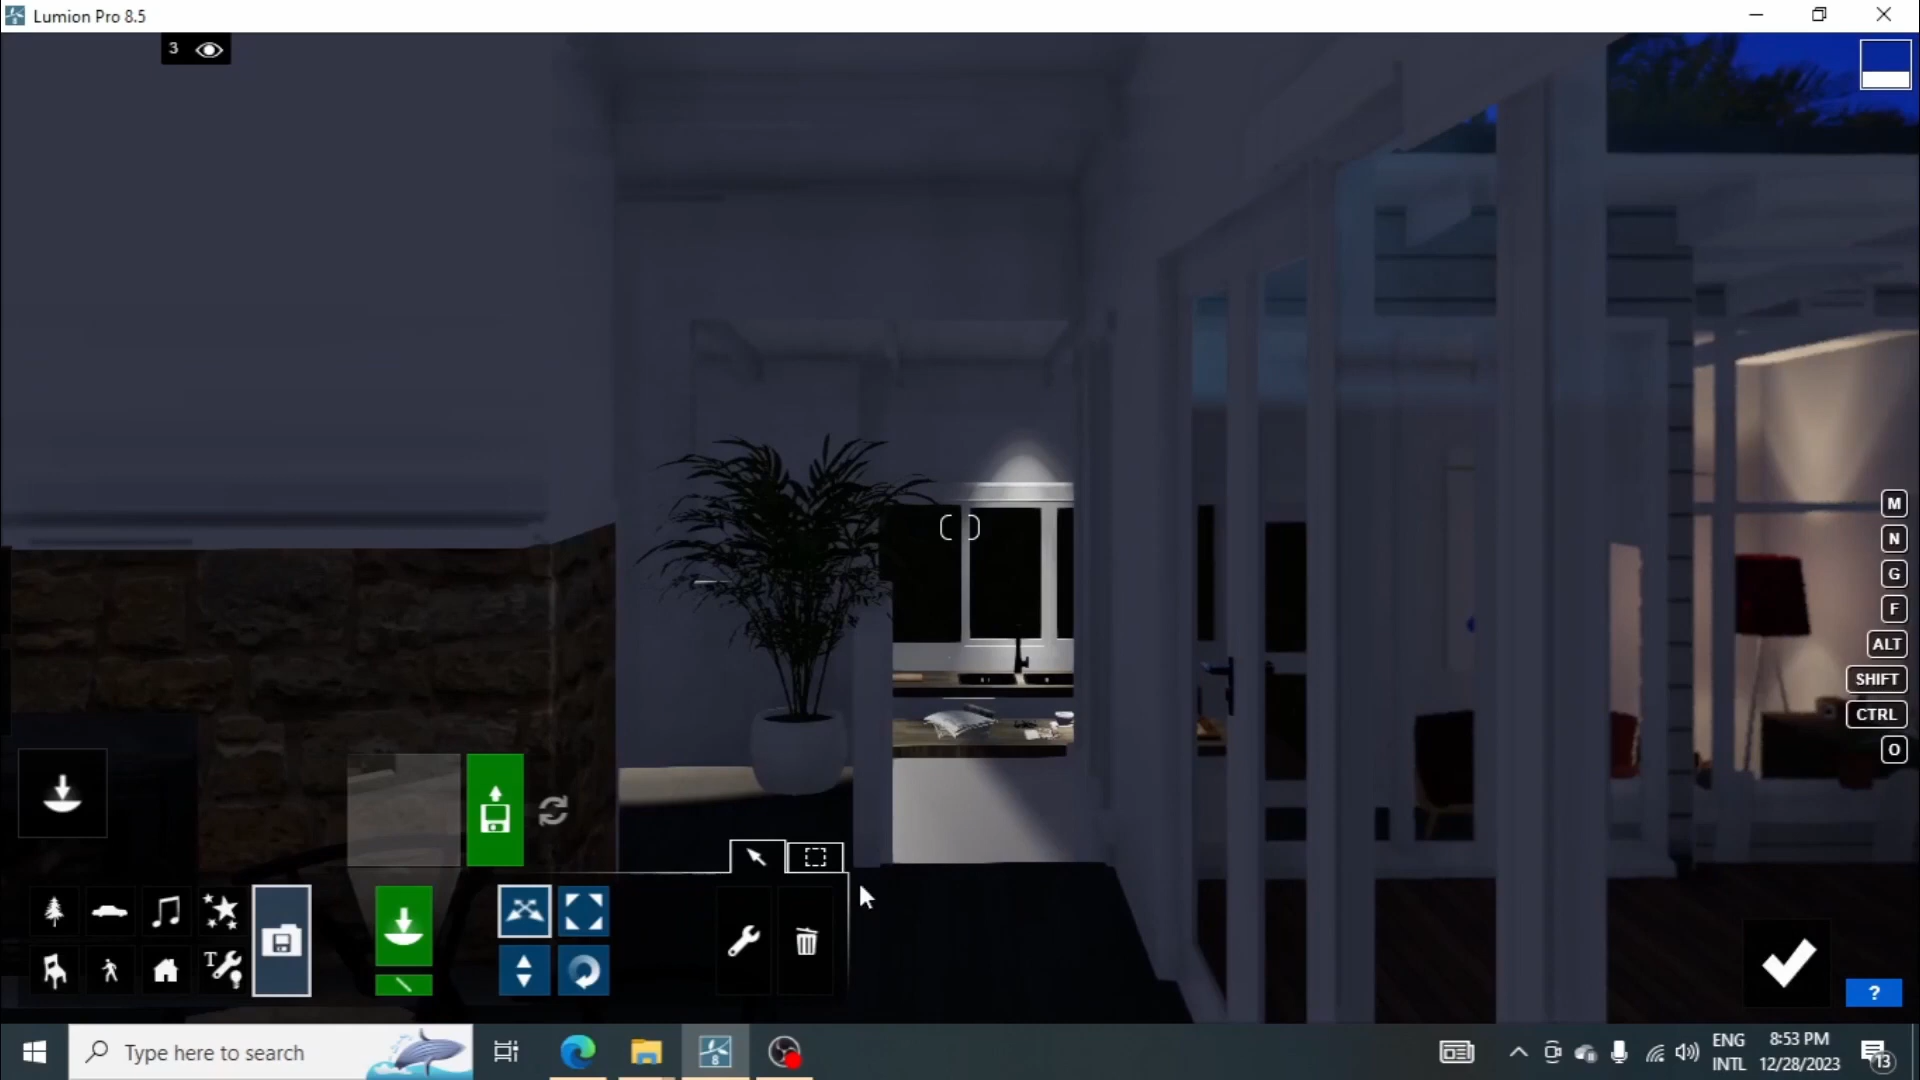 Lumion Pro 8.5
3
M
N
G
F
ALT
SHIFT
CTRL
O
T
?
Type here to search
8
ENG
INTL
8:53 PM
12/28/2023
13